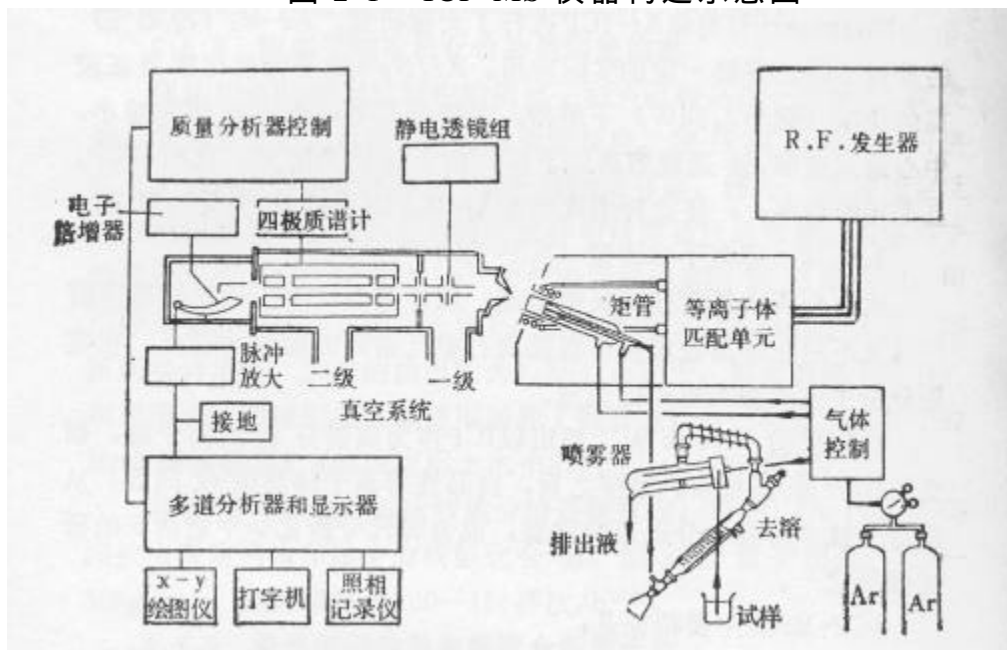 质量分析器控制
静电透镜组
R.F.发生器
电子
倍增器
四极质谱计
矩管
等离子体
匹配单元
脉冲
放大
二级
一级
真空系统
接地
气体
控制
喷雾器
多道分析器和显示器
排出液
去溶
x-y
绘图仪
打字机
照相
记录仪
试样
Ar
Ar